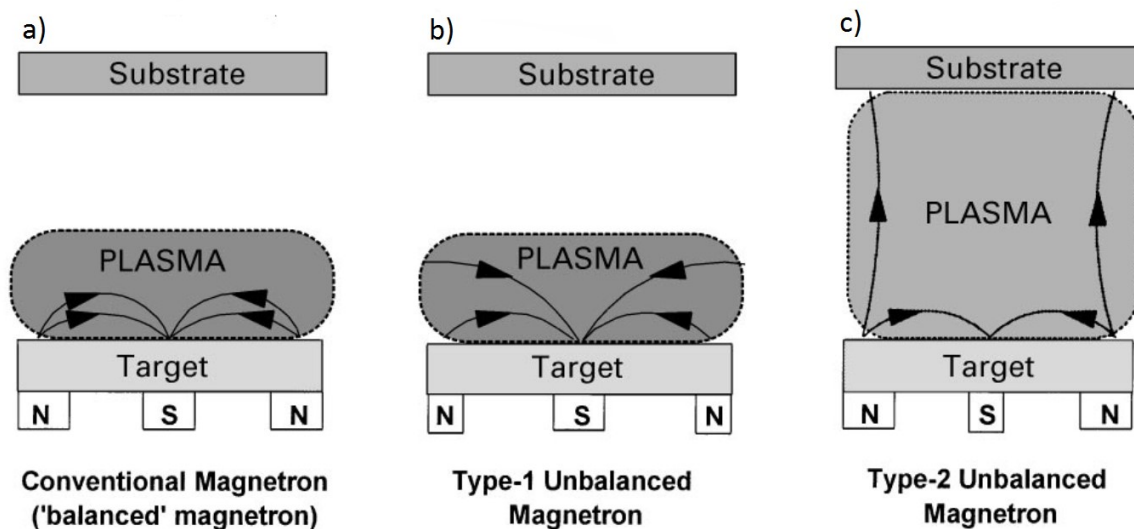 a)
Substrate
PLASMA
Target
N S N
Conventional Magnetron
('balanced' magnetron)
b)
Substrate
PLASMA
Target
N S N
Type-1 Unbalanced
Magnetron
c)
Substrate
PLASMA
Target
N S N
Type-2 Unbalanced
Magnetron